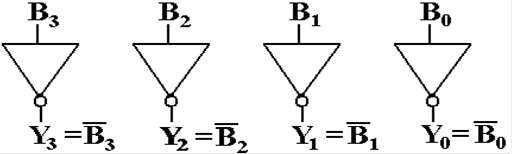 B₃ B₂ B₁ B₀
Y₃ = B̅₃ Y₂ = B̅₂ Y₁ = B̅₁ Y₀ = B̅₀